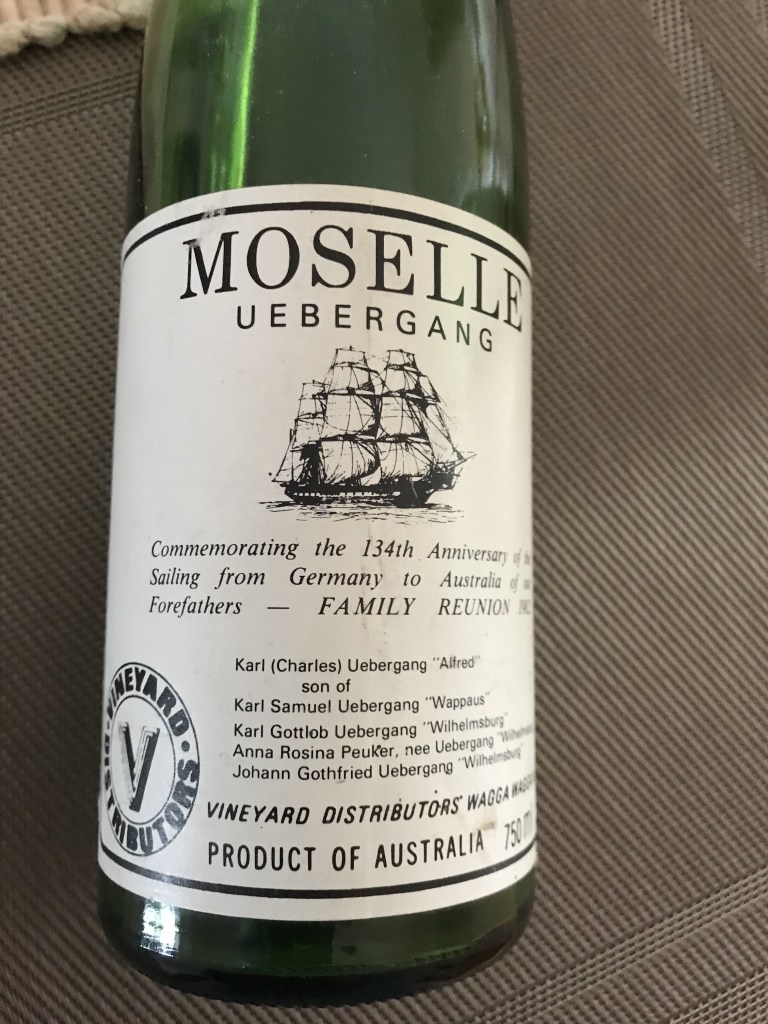 MOSELLE
UEBERGANG
Commemorating the 134th Anniversary of the
Sailing from Germany to Australia of our
Forefathers — FAMILY REUNION 1982
Karl (Charles) Uebergang "Alfred"
son of
Karl Samuel Uebergang "Wappaus"
Karl Gottlob Uebergang "Wilhelmsburg"
Anna Rosina Peuker, nee Uebergang "Wilhelmsburg
Johann Gothfried Uebergang "Wilhelmsburg"
VINEYARD · DISTRIBUTORS ·
V
VINEYARD DISTRIBUTORS' WAGGA WAGGA
PRODUCT OF AUSTRALIA 750 ml